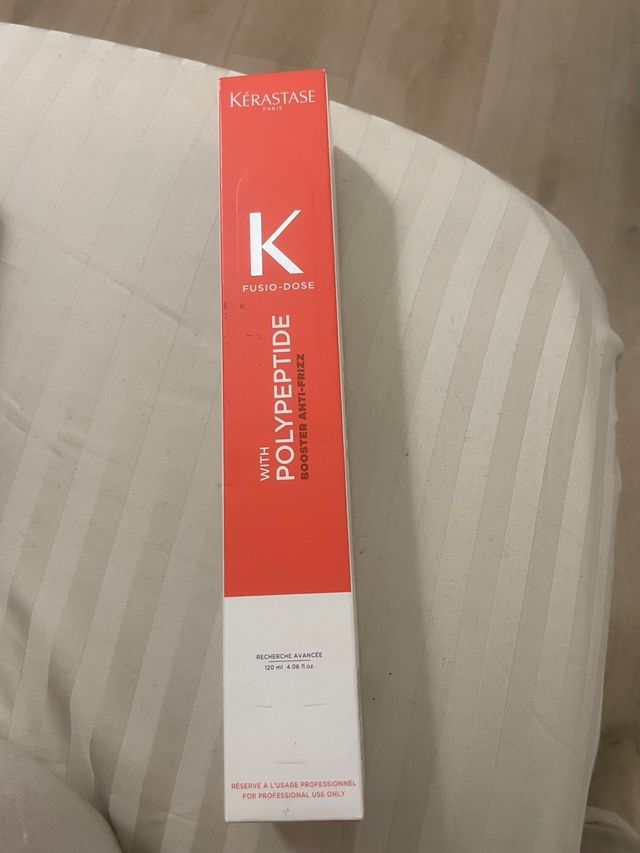 KÉRASTASE
PARIS
K
FUSIO-DOSE
WITH
POLYPEPTIDE
BOOSTER ANTI-FRIZZ
RECHERCHE AVANCÉE
120 ml 4.06 fl.oz.
RÉSERVÉ À L'USAGE PROFESSIONNEL
FOR PROFESSIONAL USE ONLY